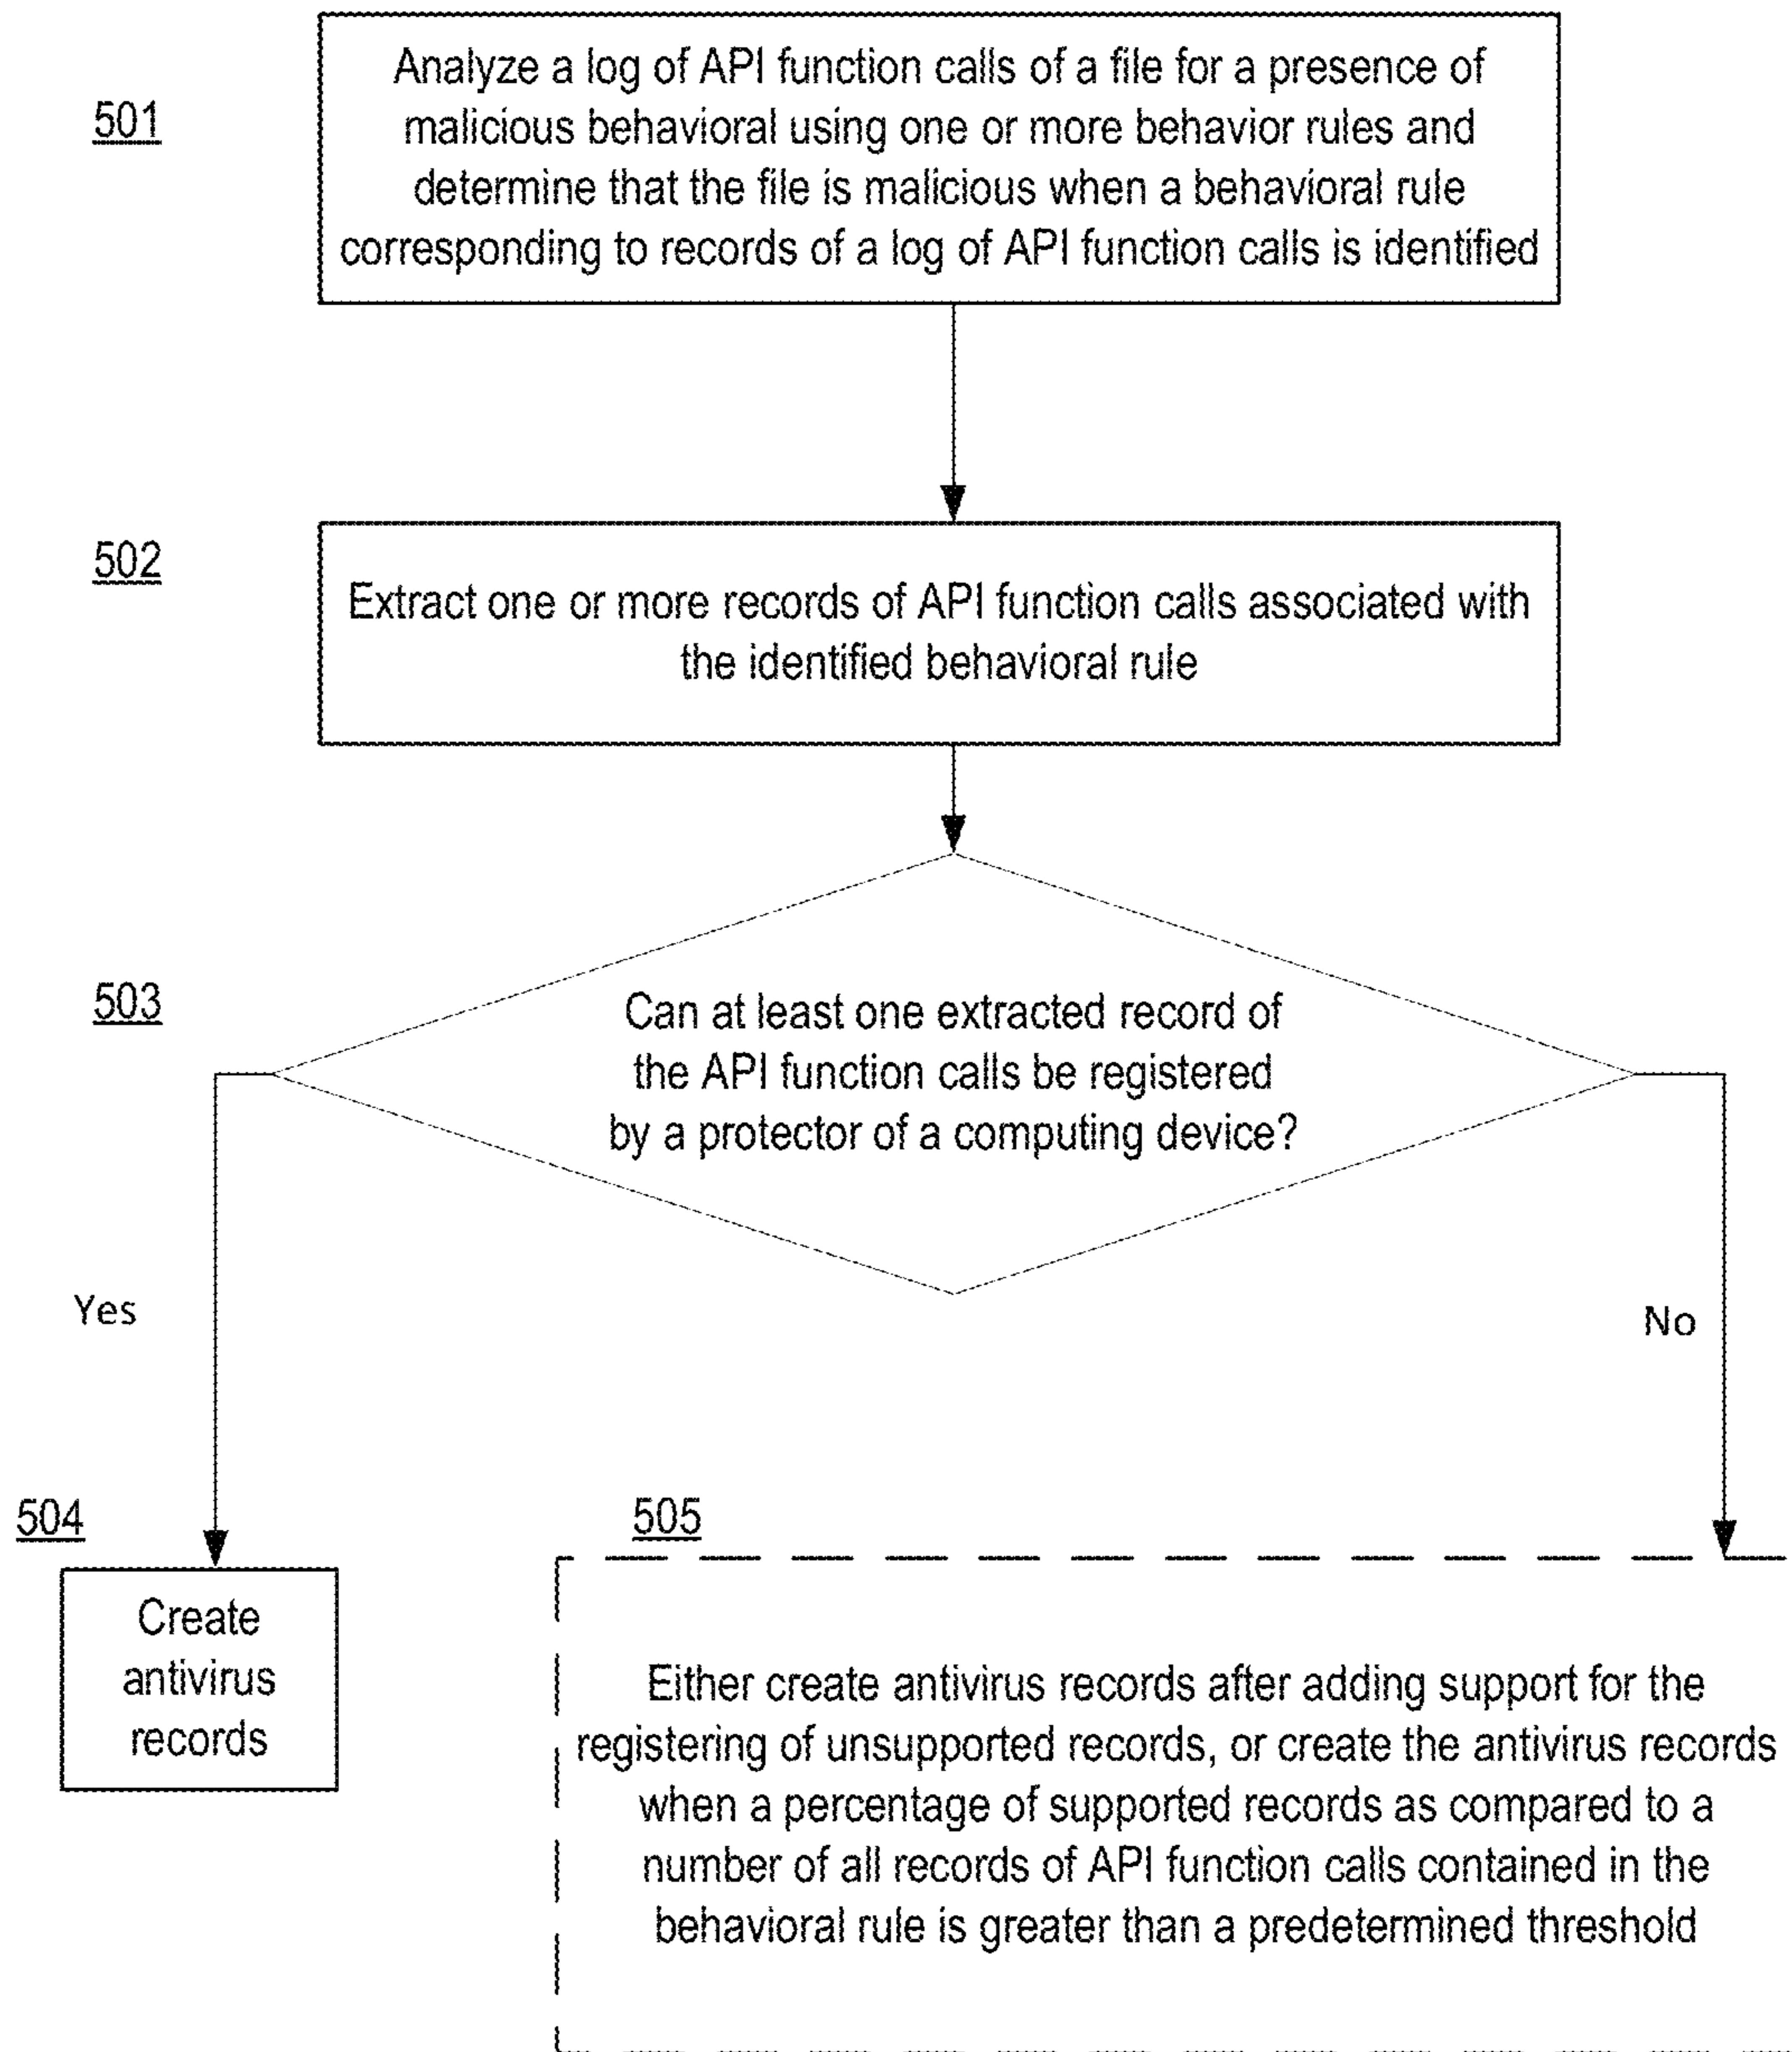 501
Analyze a log of API function calls of a file for a presence of
malicious behavioral using one or more behavior rules and
determine that the file is malicious when a behavioral rule
corresponding to records of a log of API function calls is identified
502
Extract one or more records of API function calls associated with
the identified behavioral rule
503
Can at least one extracted record of
the API function calls be registered
by a protector of a computing device?
Yes
No
504
Create
antivirus
records
505
Either create antivirus records after adding support for the
registering of unsupported records, or create the antivirus records
when a percentage of supported records as compared to a
number of all records of API function calls contained in the
behavioral rule is greater than a predetermined threshold